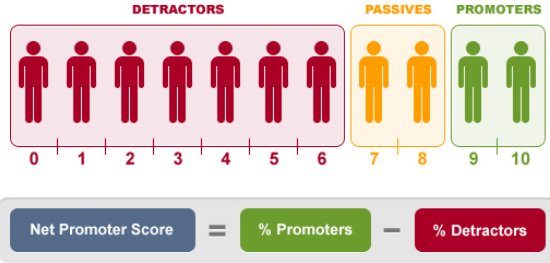 DETRACTORS PASSIVES PROMOTERS
0 1 2 3 4 5 6 7 8 9 10
Net Promoter Score = % Promoters − % Detractors